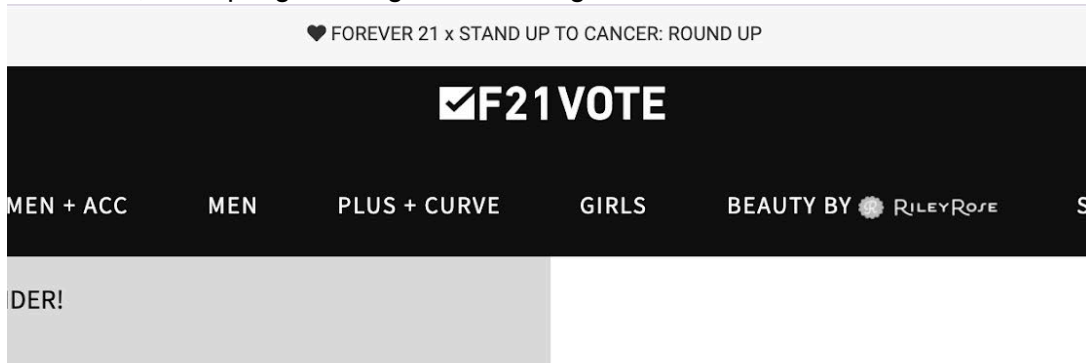 ♥ FOREVER 21 x STAND UP TO CANCER: ROUND UP
☑F21VOTE
MEN + ACC MEN PLUS + CURVE GIRLS BEAUTY BY RILEYROSE S
DER!